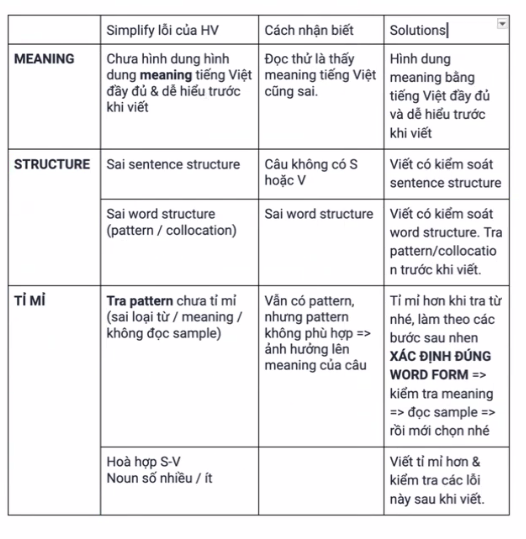 Simplify lỗi của HV
Cách nhận biết
Solutions
MEANING
Chưa hình dung hình
dung meaning tiếng Việt
đầy đủ & dễ hiểu trước
khi viết
Đọc thử là thấy
meaning tiếng Việt
cũng sai.
Hình dung
meaning bằng
tiếng Việt đầy đủ
và dễ hiểu trước
khi viết
STRUCTURE
Sai sentence structure
Câu không có S
hoặc V
Viết có kiểm soát
sentence structure
Sai word structure
(pattern / collocation)
Sai word structure
Viết có kiểm soát
word structure. Tra
pattern/collocatio
n trước khi viết.
TỈ MỈ
Tra pattern chưa tỉ mỉ
(sai loại từ / meaning /
không đọc sample)
Vẫn có pattern,
nhưng pattern
không phù hợp =>
ảnh hưởng lên
meaning của câu
Tỉ mỉ hơn khi tra từ
nhé, làm theo các
bước sau nhen
XÁC ĐỊNH ĐÚNG
WORD FORM =>
kiểm tra meaning
=> đọc sample =>
rồi mới chọn nhé
Hoà hợp S-V
Noun số nhiều / ít
Viết tỉ mỉ hơn &
kiểm tra các lỗi
này sau khi viết.